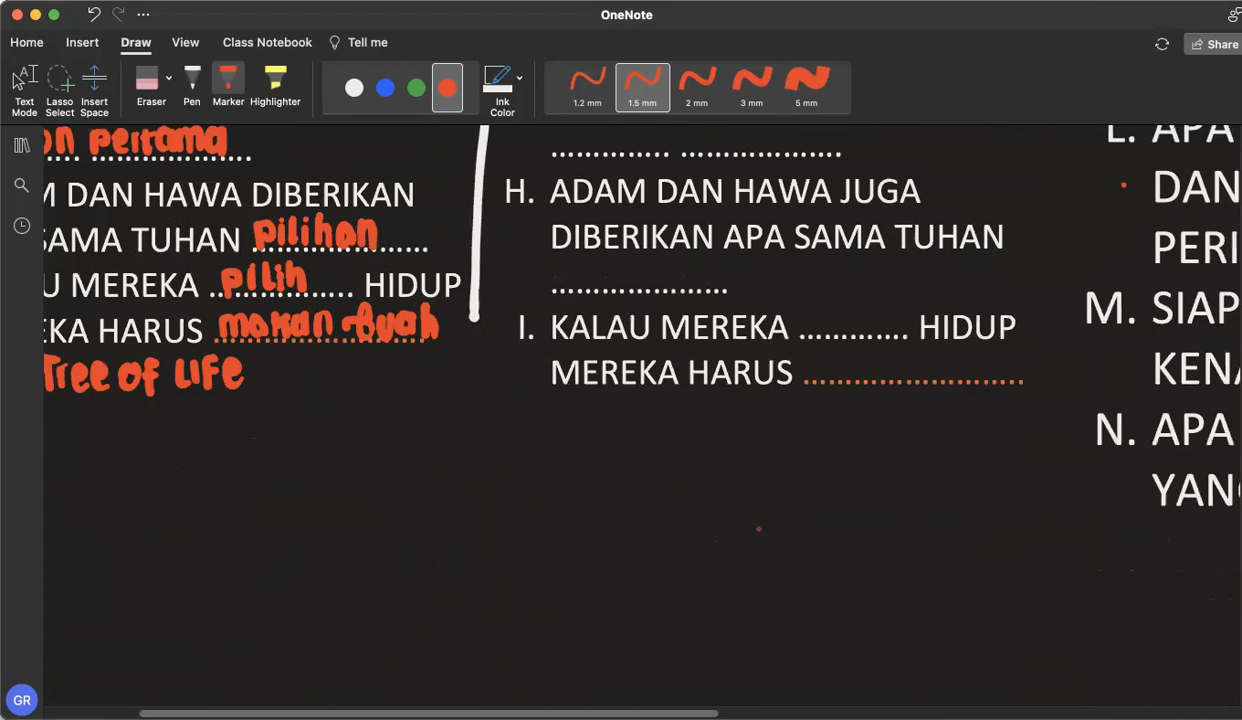 OneNote
Home Insert Draw View Class Notebook Tell me
Share
Text Mode
Lasso Select
Insert Space
Eraser
Pen
Marker
Highlighter
Ink Color
1.2 mm
1.5 mm
2 mm
3 mm
5 mm
on pertama
..... ...................
M DAN HAWA DIBERIKAN
SAMA TUHAN pilihan
U MEREKA pilih HIDUP
EKA HARUS makan buah
Tree of LIFE
.............. ...................
H. ADAM DAN HAWA JUGA
DIBERIKAN APA SAMA TUHAN
.....................
I. KALAU MEREKA ............. HIDUP
MEREKA HARUS ..........................
L. APA
DAN
PERI
M. SIAP
KENA
N. APA
YANG
GR